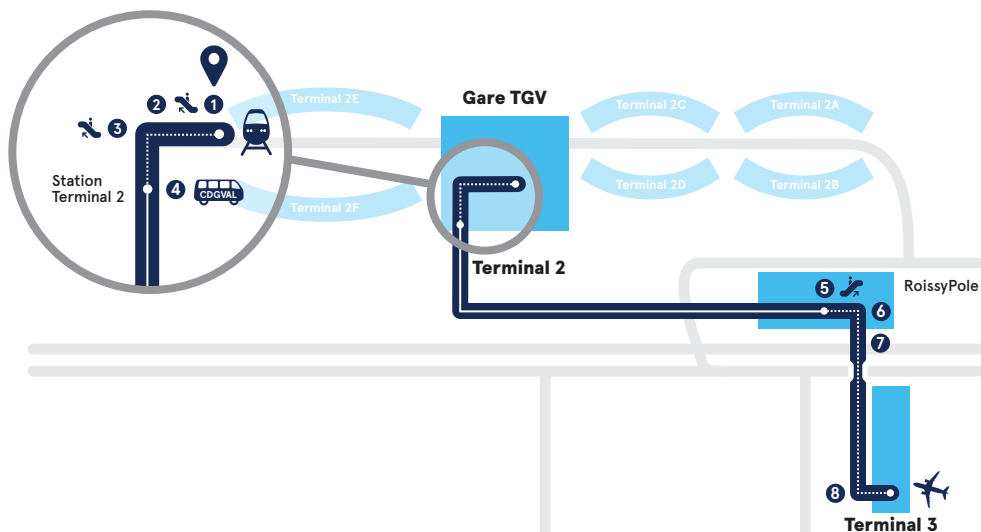 2
1
Terminal 2E
Gare TGV
Terminal 2C
Terminal 2A
3
Station
Terminal 2
4
CDGVAL
Terminal 2F
Terminal 2D
Terminal 2B
Terminal 2
5
RoissyPole
6
7
8
Terminal 3